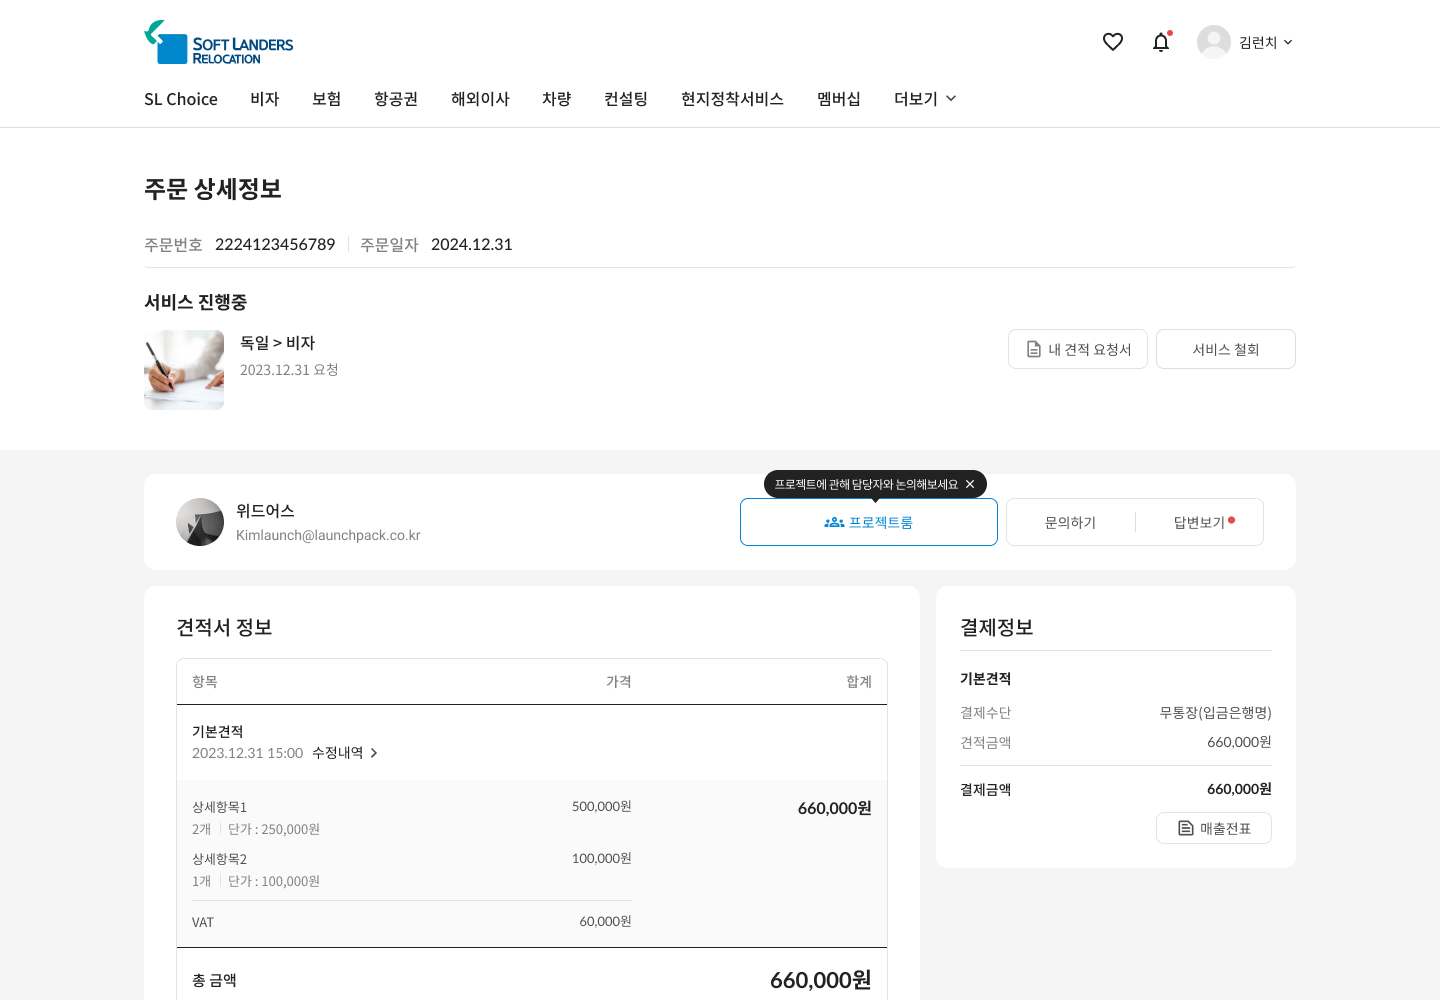 SOFT LANDERS
RELOCATION
김런치
SL Choice 비자 보험 항공권 해외이사 차량 컨설팅 현지정착서비스 멤버십 더보기
주문 상세정보
주문번호 2224123456789 주문일자 2024.12.31
서비스 진행중
독일 > 비자
2023.12.31 요청
내 견적 요청서 서비스 철회
프로젝트에 관해 담당자와 논의해보세요
위드어스
Kimlaunch@launchpack.co.kr
프로젝트룸 문의하기 답변보기
견적서 정보
항목 가격 합계
기본견적
2023.12.31 15:00 수정내역
상세항목1 500,000원 660,000원
2개 단가 : 250,000원
상세항목2 100,000원
1개 단가 : 100,000원
VAT 60,000원
총 금액 660,000원
결제정보
기본견적
결제수단 무통장(입금은행명)
견적금액 660,000원
결제금액 660,000원
매출전표